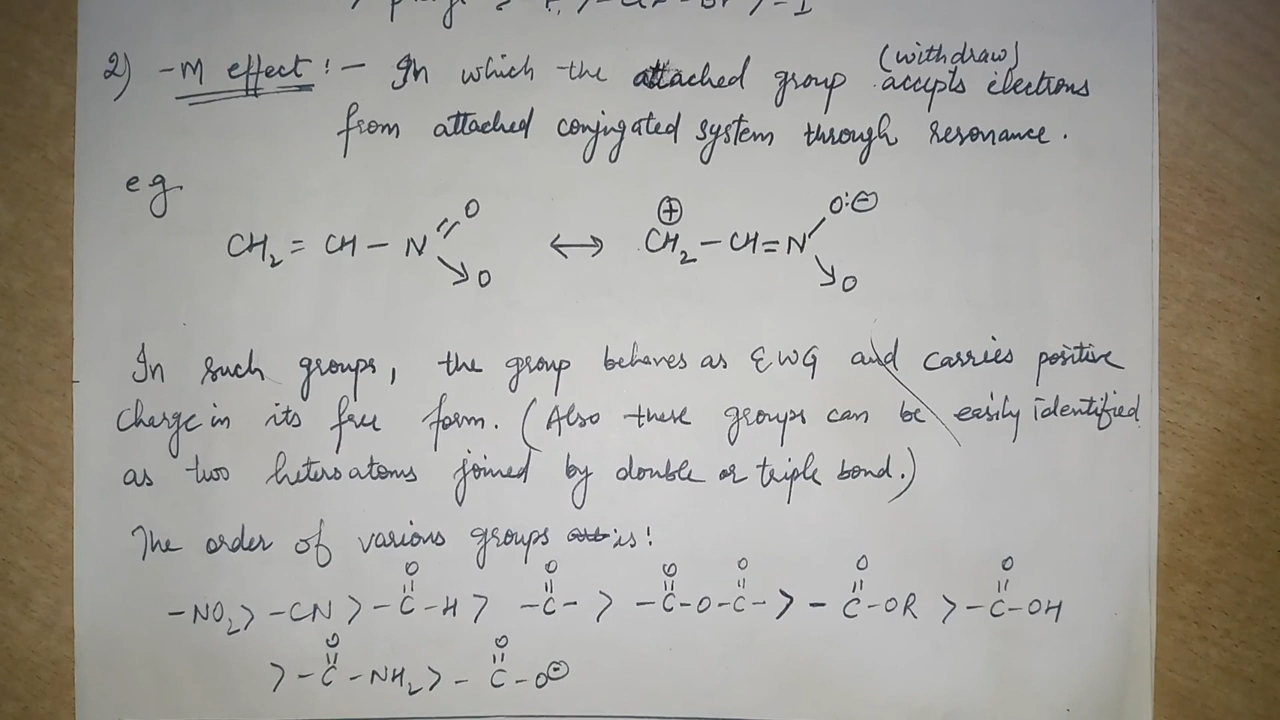 2) -M effect :- In which the attached group (withdraw) accepts electrons
from attached conjugated system through resonance.
eg
CH₂ = CH – N =O →O ⟷ ⊕CH₂ – CH = N –O:⊖ →O
In such groups, the group behaves as EWG and carries positive
charge in its free form. (Also these groups can be easily identified
as two heteroatoms joined by double or triple bond.)
The order of various groups is :
-NO₂ > -CN > -C(=O)-H > -C(=O)- > -C(=O)-O-C(=O)- > -C(=O)-OR > -C(=O)-OH
> -C(=O)-NH₂ > -C(=O)-O⊖